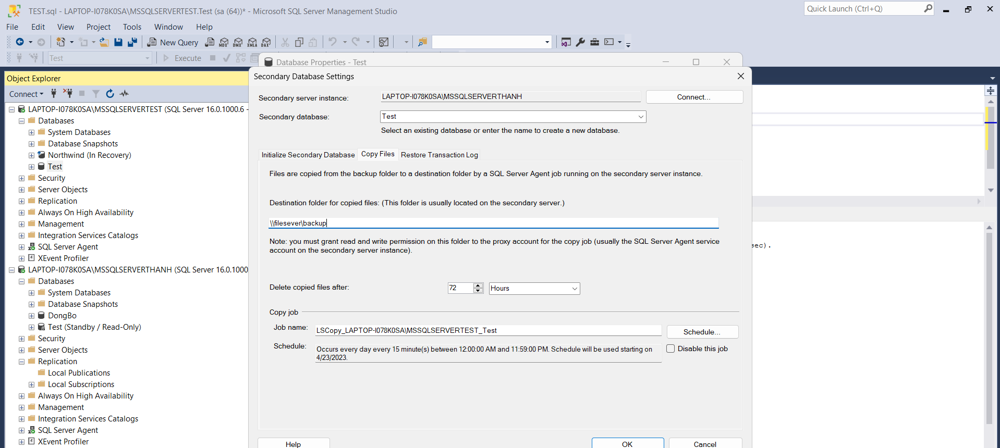 TEST.sql - LAPTOP-I078K0SA\MSSQLSERVERTEST.Test (sa (64))* - Microsoft SQL Server Management Studio
Quick Launch (Ctrl+Q)
File Edit View Project Tools Window Help
New Query MDX DMX XMLA DAX
Test Execute
Database Properties - Test
Object Explorer
Connect
LAPTOP-I078K0SA\MSSQLSERVERTEST (SQL Server 16.0.1000.6 -
Databases
System Databases
Database Snapshots
Northwind (In Recovery)
Test
Security
Server Objects
Replication
Always On High Availability
Management
Integration Services Catalogs
SQL Server Agent
XEvent Profiler
LAPTOP-I078K0SA\MSSQLSERVERTHANH (SQL Server 16.0.1000
Databases
System Databases
Database Snapshots
DongBo
Test (Standby / Read-Only)
Security
Server Objects
Replication
Local Publications
Local Subscriptions
Always On High Availability
Management
Integration Services Catalogs
SQL Server Agent
XEvent Profiler
Secondary Database Settings
Secondary server instance: LAPTOP-I078K0SA\MSSQLSERVERTHANH Connect...
Secondary database: Test
Select an existing database or enter the name to create a new database.
Initialize Secondary Database Copy Files Restore Transaction Log
Files are copied from the backup folder to a destination folder by a SQL Server Agent job running on the secondary server instance.
Destination folder for copied files: (This folder is usually located on the secondary server.)
\\filesever\backup
Note: you must grant read and write permission on this folder to the proxy account for the copy job (usually the SQL Server Agent service
account on the secondary server instance).
Delete copied files after: 72 Hours
Copy job
Job name: LSCopy_LAPTOP-I078K0SA\MSSQLSERVERTEST_Test Schedule...
Schedule: Occurs every day every 15 minute(s) between 12:00:00 AM and 11:59:00 PM. Schedule will be used starting on
4/23/2023.
Disable this job
Help OK Cancel
sec).